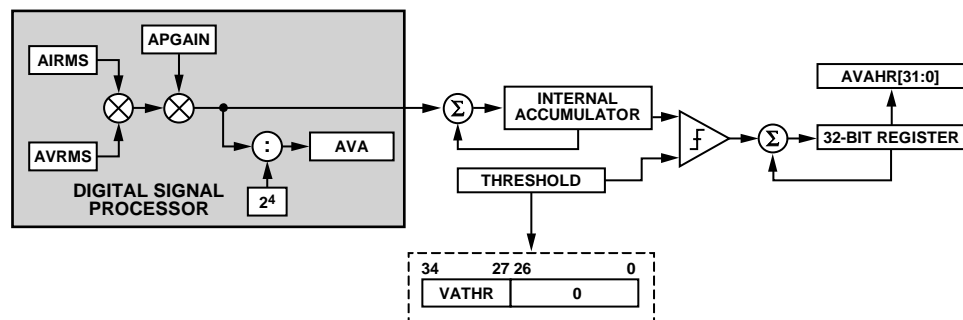 APGAIN
AIRMS
AVRMS
:
AVA
2⁴
DIGITAL SIGNAL
PROCESSOR
Σ
INTERNAL
ACCUMULATOR
THRESHOLD
Σ
AVAHR[31:0]
32-BIT REGISTER
34 27 26 0
VATHR 0